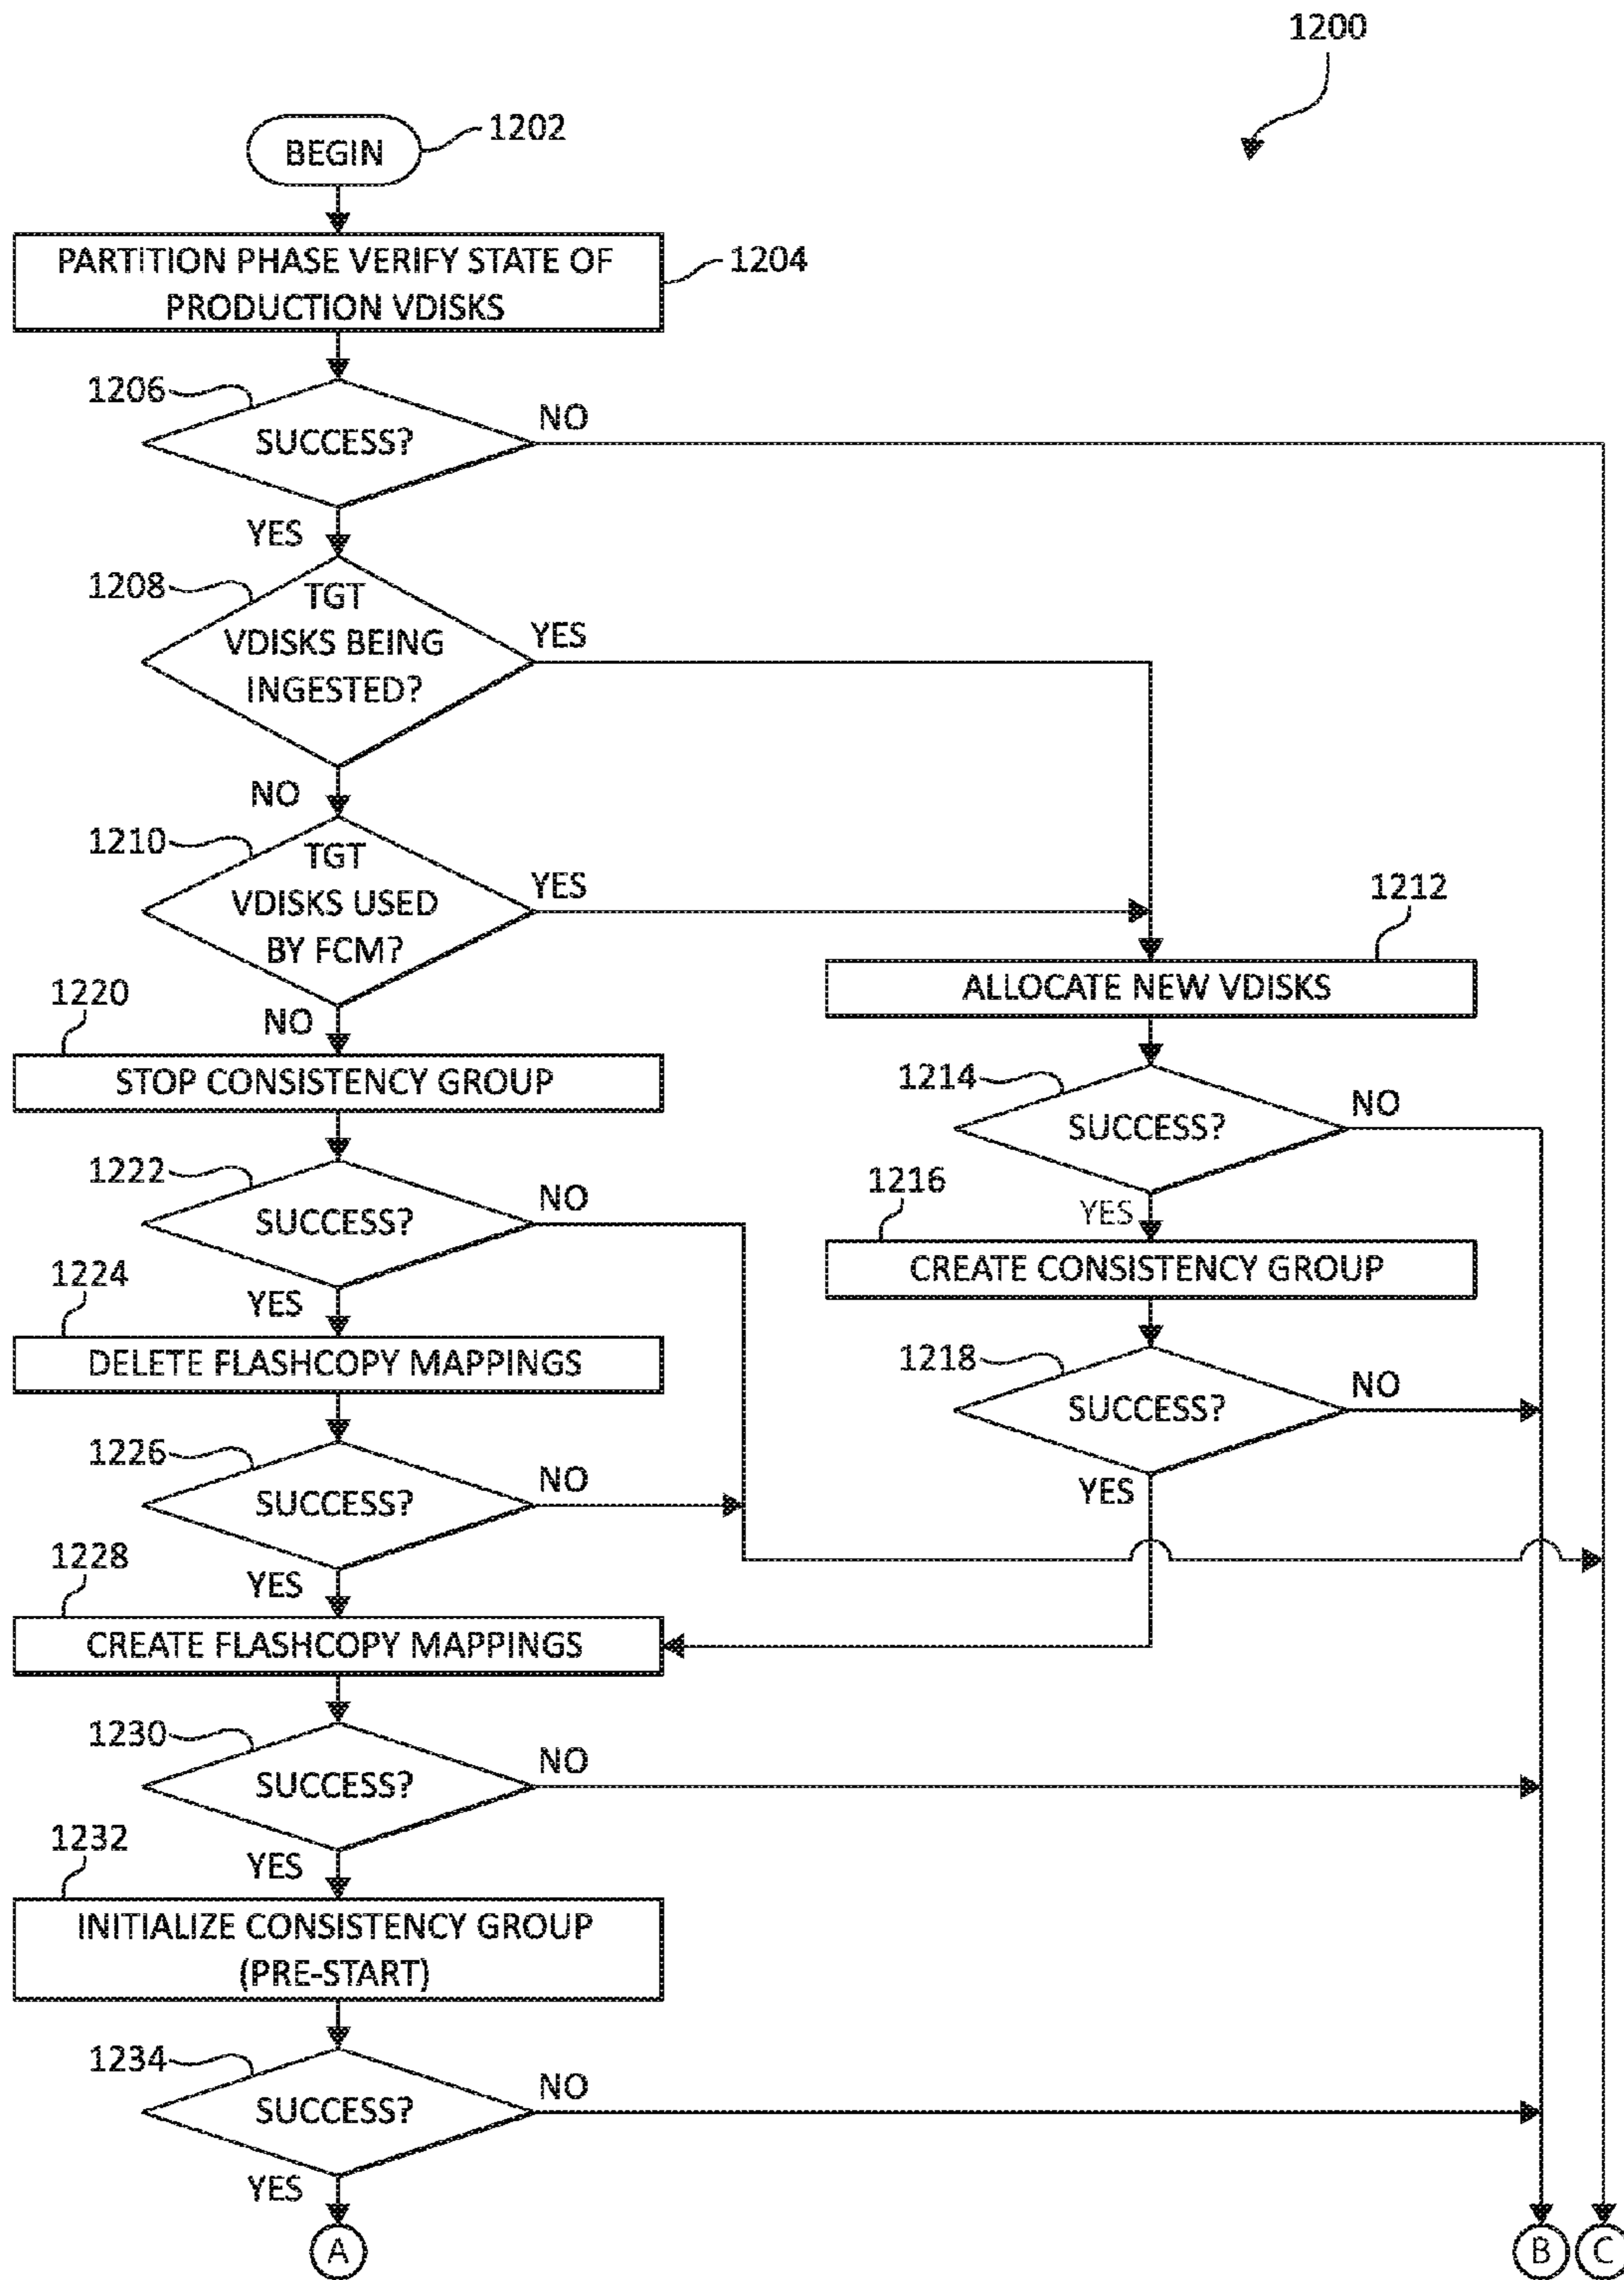 1200
BEGIN
1202
PARTITION PHASE VERIFY STATE OF
PRODUCTION VDISKS
1204
1206
SUCCESS?
NO
YES
1208
TGT
VDISKS BEING
INGESTED?
YES
NO
1210
TGT
VDISKS USED
BY FCM?
YES
NO
1212
ALLOCATE NEW VDISKS
1214
SUCCESS?
NO
YES
1216
CREATE CONSISTENCY GROUP
1218
SUCCESS?
NO
YES
1220
STOP CONSISTENCY GROUP
1222
SUCCESS?
NO
YES
1224
DELETE FLASHCOPY MAPPINGS
1226
SUCCESS?
NO
YES
1228
CREATE FLASHCOPY MAPPINGS
1230
SUCCESS?
NO
YES
1232
INITIALIZE CONSISTENCY GROUP
(PRE-START)
1234
SUCCESS?
NO
YES
A
B
C